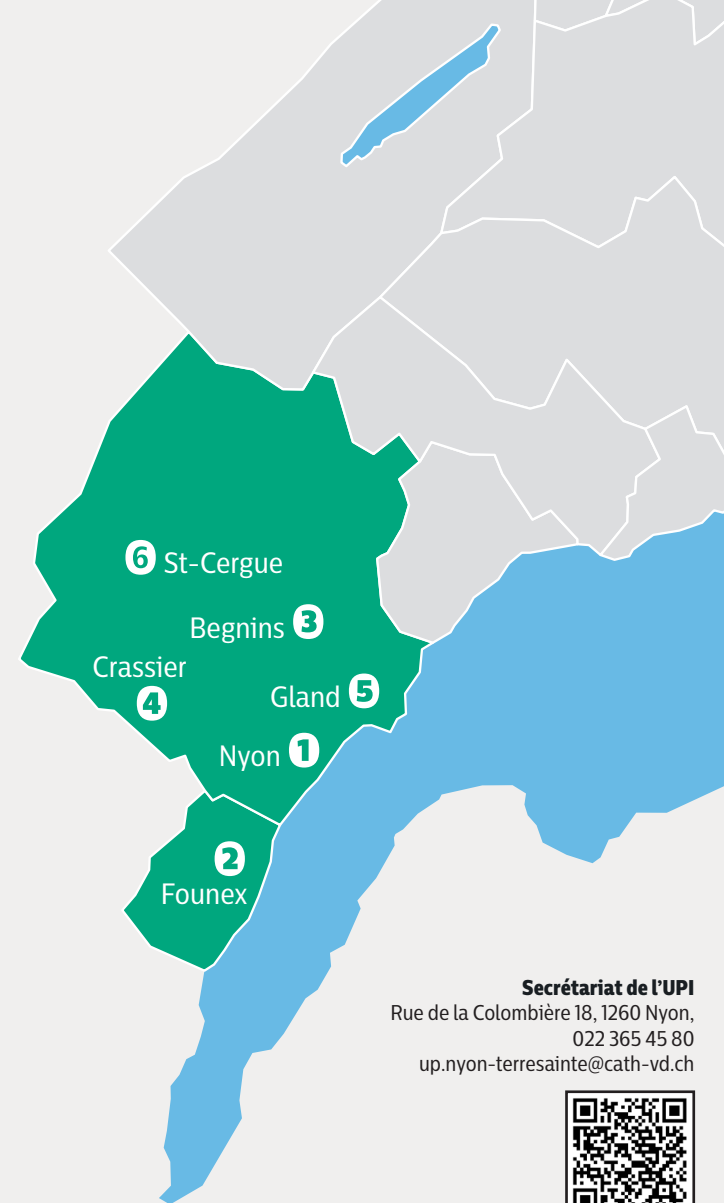 6 St-Cergue
Begnins 3
Crassier
4
Gland 5
Nyon 1
2
Founex
Secrétariat de l'UPI
Rue de la Colombière 18, 1260 Nyon,
022 365 45 80
up.nyon-terresainte@cath-vd.ch